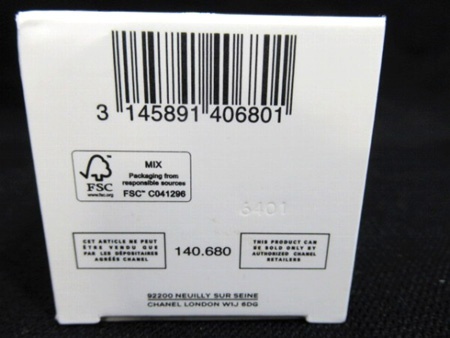 3 145891 406801
FSC
www.fsc.org
MIX
Packaging from
responsible sources
FSC™ C041296
6401
CET ARTICLE NE PEUT
ÊTRE VENDU QUE
PAR LES DÉPOSITAIRES
AGRÉÉS CHANEL
140.680
THIS PRODUCT CAN
BE SOLD ONLY BY
AUTHORIZED CHANEL
RETAILERS
92200 NEUILLY SUR SEINE
CHANEL LONDON W1J 6DG